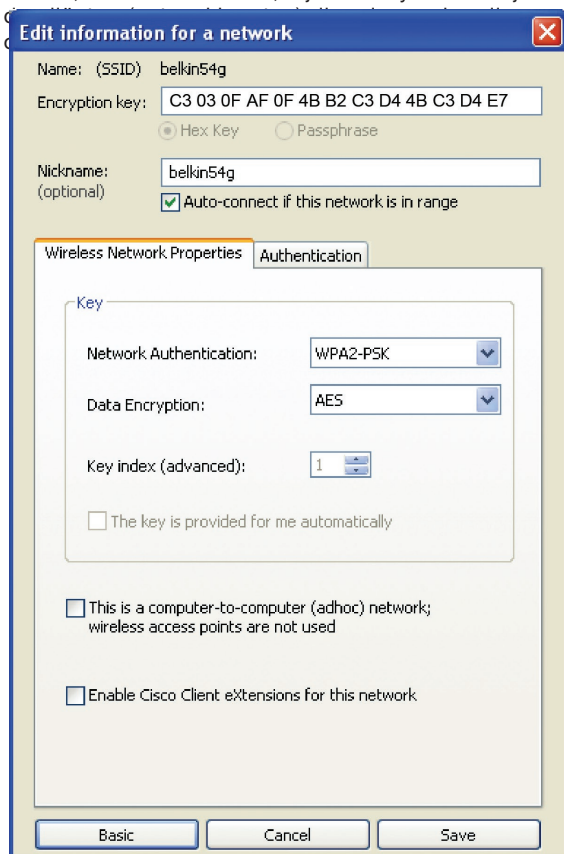 Edit information for a network
Name: (SSID) belkin54g
Encryption key: C3 03 0F AF 0F 4B B2 C3 D4 4B C3 D4 E7
Hex Key Passphrase
Nickname: belkin54g
(optional)
Auto-connect if this network is in range
Wireless Network Properties Authentication
Key
Network Authentication: WPA2-PSK
Data Encryption: AES
Key index (advanced): 1
The key is provided for me automatically
This is a computer-to-computer (adhoc) network;
wireless access points are not used
Enable Cisco Client eXtensions for this network
Basic Cancel Save